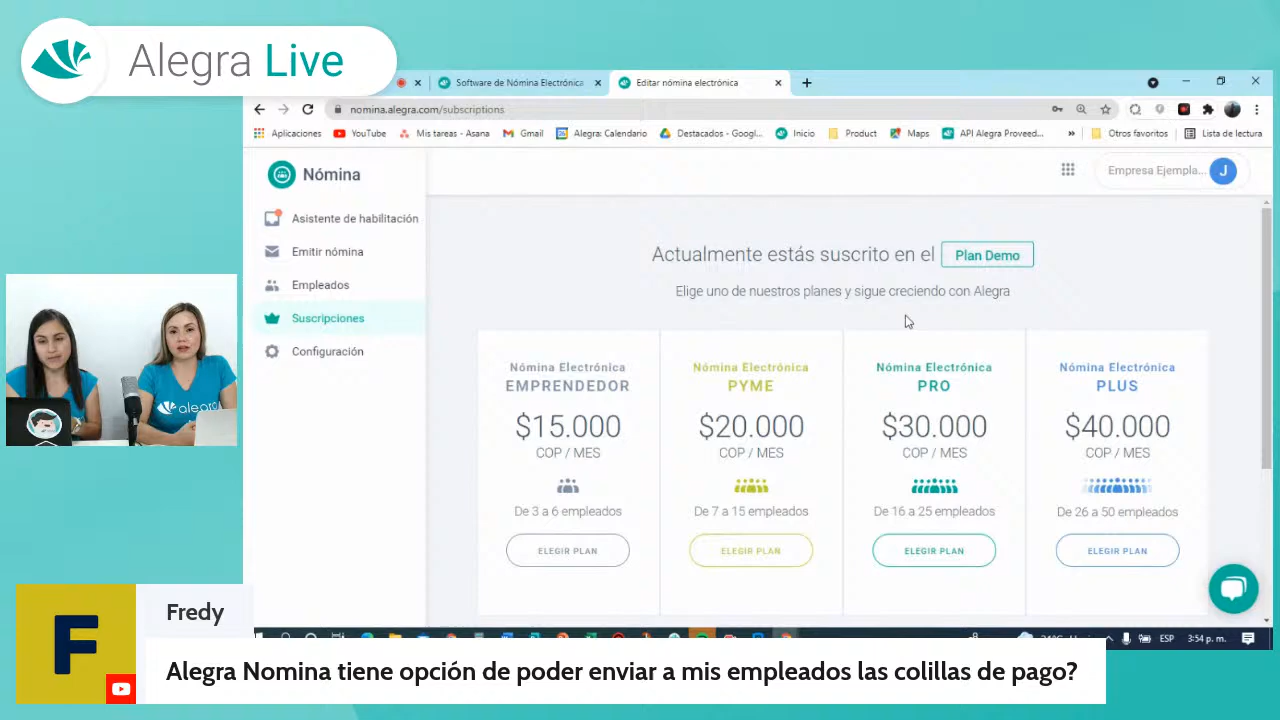 Alegra Live
Software de Nómina Electrónica
Editar nómina electrónica
nomina.alegra.com/subscriptions
Aplicaciones
YouTube
Mis tareas - Asana
Gmail
Alegra: Calendario
Destacados - Googl...
Inicio
Product
Maps
API Alegra Proveed...
»
Otros favoritos
Lista de lectura
Nómina
Empresa Ejempla...
J
Asistente de habilitación
Emitir nómina
Empleados
Suscripciones
Configuración
Actualmente estás suscrito en el Plan Demo
Elige uno de nuestros planes y sigue creciendo con Alegra
Nómina Electrónica
EMPRENDEDOR
$15.000
COP / MES
De 3 a 6 empleados
ELEGIR PLAN
Nómina Electrónica
PYME
$20.000
COP / MES
De 7 a 15 empleados
ELEGIR PLAN
Nómina Electrónica
PRO
$30.000
COP / MES
De 16 a 25 empleados
ELEGIR PLAN
Nómina Electrónica
PLUS
$40.000
COP / MES
De 26 a 50 empleados
ELEGIR PLAN
alegra
ESP
3:54 p. m.
F
Fredy
Alegra Nomina tiene opción de poder enviar a mis empleados las colillas de pago?